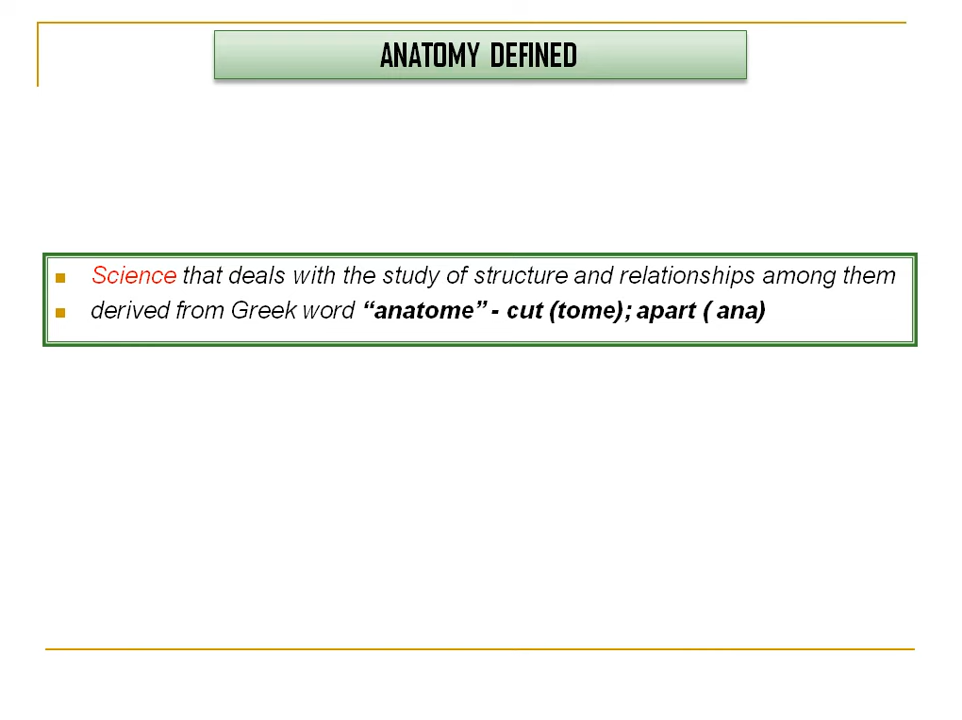 ANATOMY DEFINED
Science that deals with the study of structure and relationships among them
derived from Greek word “anatome” - cut (tome); apart ( ana)